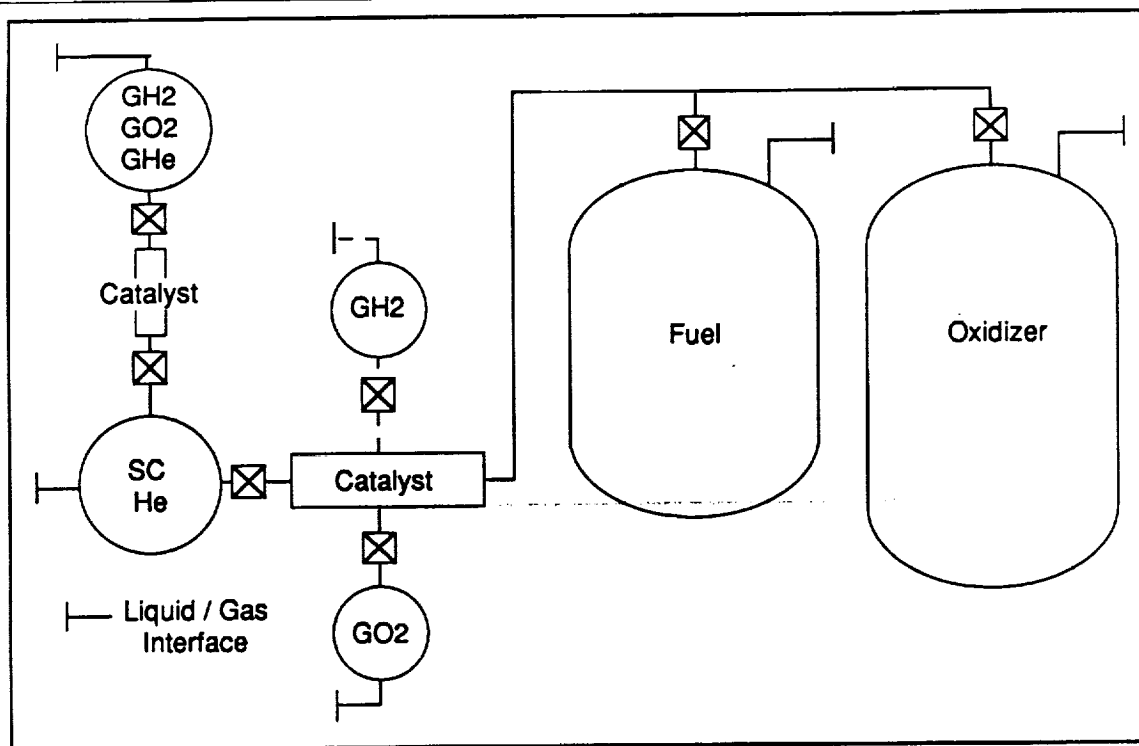 GH2
GO2
GHe
Catalyst
GH2
Fuel
Oxidizer
SC
He
Catalyst
Liquid / Gas
Interface
GO2